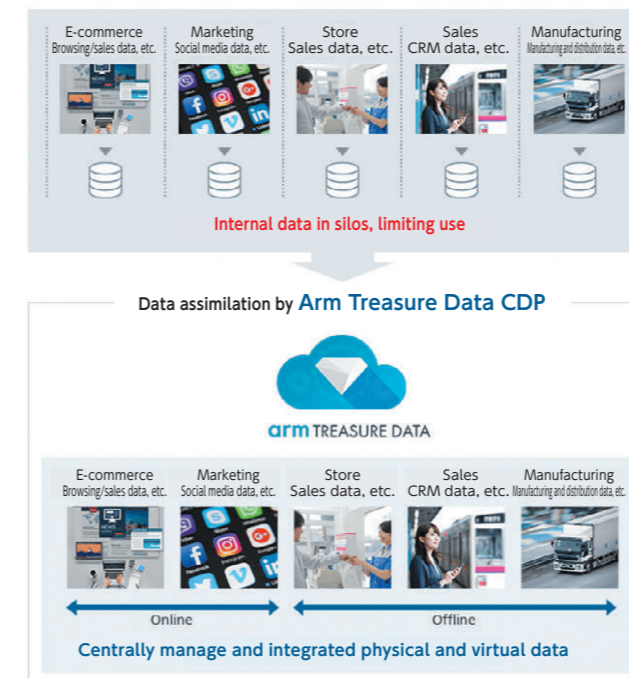 E-commerce
Browsing/sales data, etc.
Marketing
Social media data, etc.
Store
Sales data, etc.
Sales
CRM data, etc.
Manufacturing
Manufacturing and distribution data, etc.
Internal data in silos, limiting use
Data assimilation by Arm Treasure Data CDP
arm TREASURE DATA
E-commerce
Browsing/sales data, etc.
Marketing
Social media data, etc.
Store
Sales data, etc.
Sales
CRM data, etc.
Manufacturing
Manufacturing and distribution data, etc.
Online
Offline
Centrally manage and integrated physical and virtual data